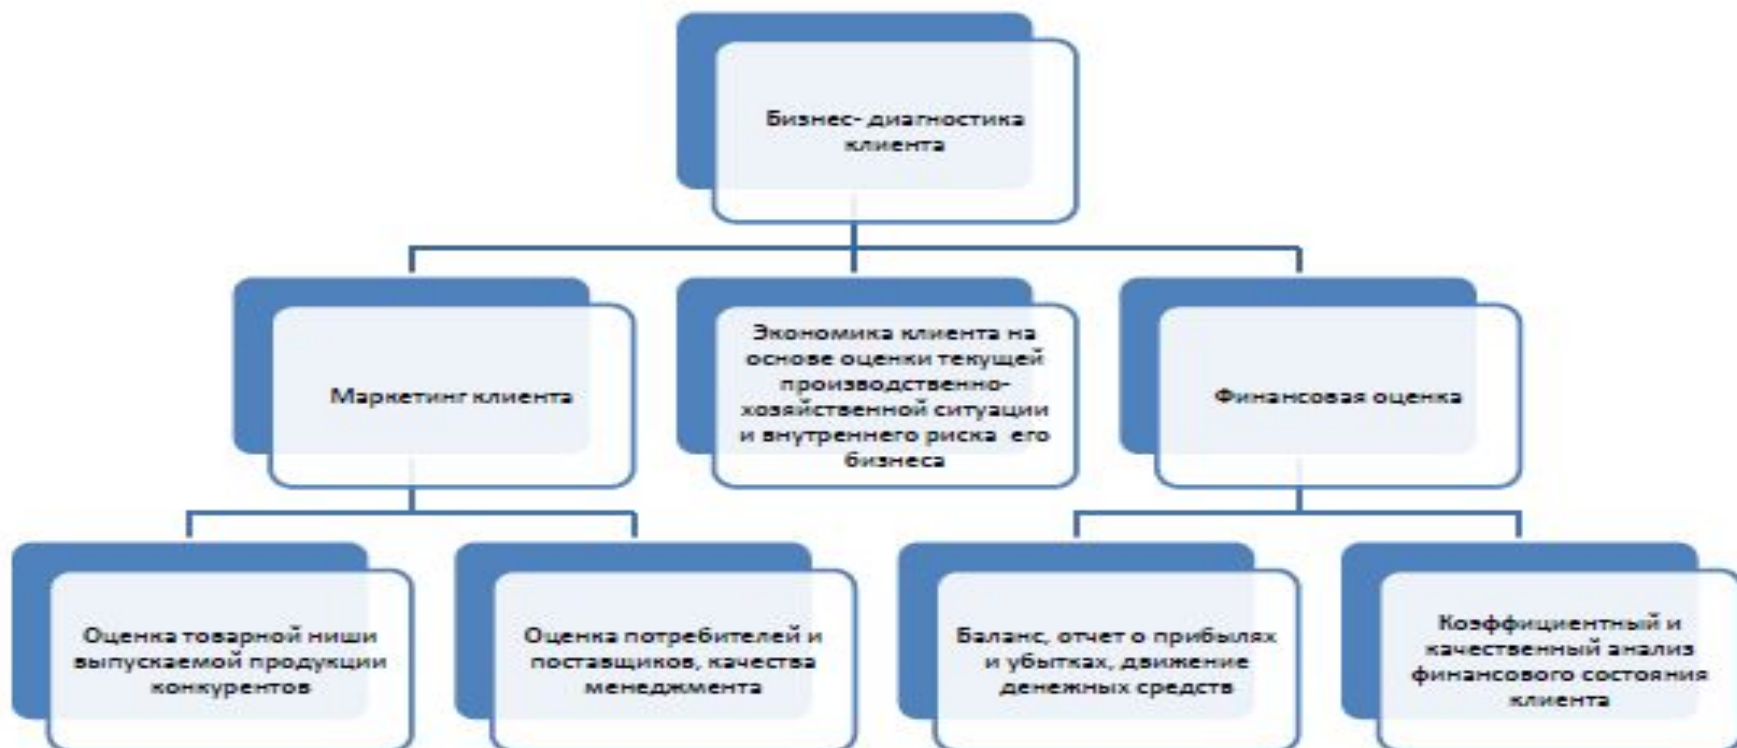 Бизнес- диагностика
клиента
Маркетинг клиента
Экономика клиента на
основе оценки текущей
производственно-
хозяйственной ситуации
и внутреннего риска  его
бизнеса
Финансовая оценка
Оценка товарной ниши
выпускаемой продукции
конкурентов
Оценка потребителей и
поставщиков, качества
менеджмента
Баланс, отчет о прибылях
и убытках, движение
денежных средств
Коэффициентный и
качественный анализ
финансового состояния
клиента